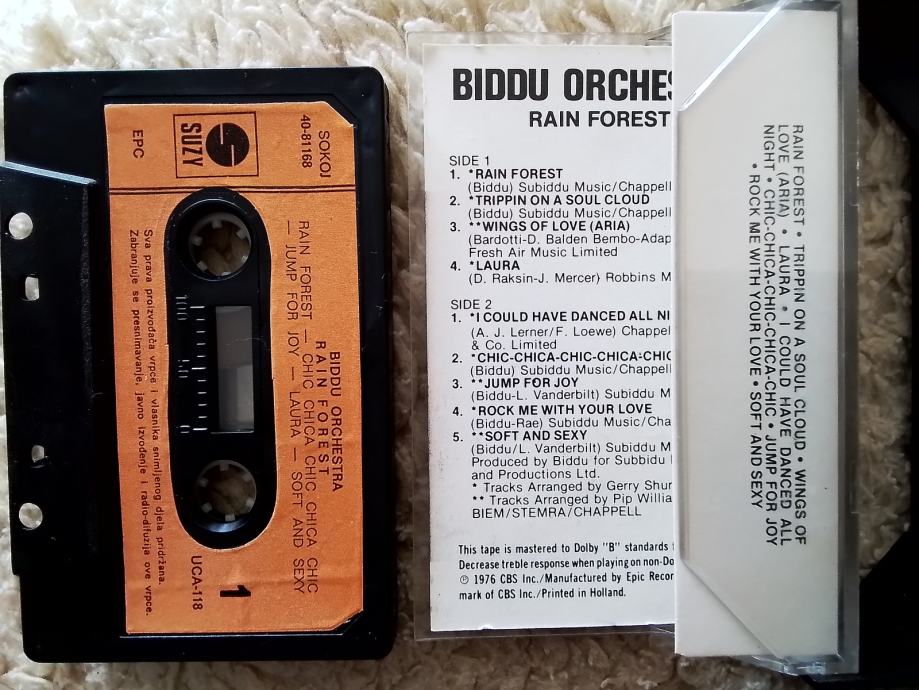 SOKOJ
40-81168
SUZY
EPC
BIDDU ORCHESTRA
RAIN FOREST
RAIN FOREST — CHIC CHICA CHIC CHICA CHIC
— JUMP FOR JOY — LAURA — SOFT AND SEXY
100
50
0
1
UCA-118
Sva prava proizvođača vrpce i vlasnika snimljenog djela pridržana.
Zabranjuje se presnimavanje, javno izvođenje i radio-difuzija ove vrpce.
BIDDU ORCHES
RAIN FOREST
SIDE 1
1. *RAIN FOREST
(Biddu) Subiddu Music/Chappell
2. *TRIPPIN ON A SOUL CLOUD
(Biddu) Subiddu Music/Chappell
3. **WINGS OF LOVE (ARIA)
(Bardotti-D. Balden Bembo-Adap
Fresh Air Music Limited
4. *LAURA
(D. Raksin-J. Mercer) Robbins M
SIDE 2
1. *I COULD HAVE DANCED ALL NI
(A. J. Lerner/F. Loewe) Chappel
& Co. Limited
2. *CHIC-CHICA-CHIC-CHICA-CHIC
(Biddu) Subiddu Music/Chappell
3. **JUMP FOR JOY
(Biddu-L. Vanderbilt) Subiddu M
4. *ROCK ME WITH YOUR LOVE
(Biddu-Rae) Subiddu Music/Cha
5. **SOFT AND SEXY
(Biddu/L. Vanderbilt) Subiddu M
Produced by Biddu for Subbidu
and Productions Ltd.
* Tracks Arranged by Gerry Shur
** Tracks Arranged by Pip Willia
BIEM/STEMRA/CHAPPELL
This tape is mastered to Dolby "B" standards
Decrease treble response when playing on non-Do
℗ 1976 CBS Inc./Manufactured by Epic Recor
mark of CBS Inc./Printed in Holland.
RAIN FOREST • TRIPPIN ON A SOUL CLOUD • WINGS OF
LOVE (ARIA) • LAURA • I COULD HAVE DANCED ALL
NIGHT • CHIC-CHICA-CHIC-CHICA-CHIC • JUMP FOR JOY
• ROCK ME WITH YOUR LOVE • SOFT AND SEXY